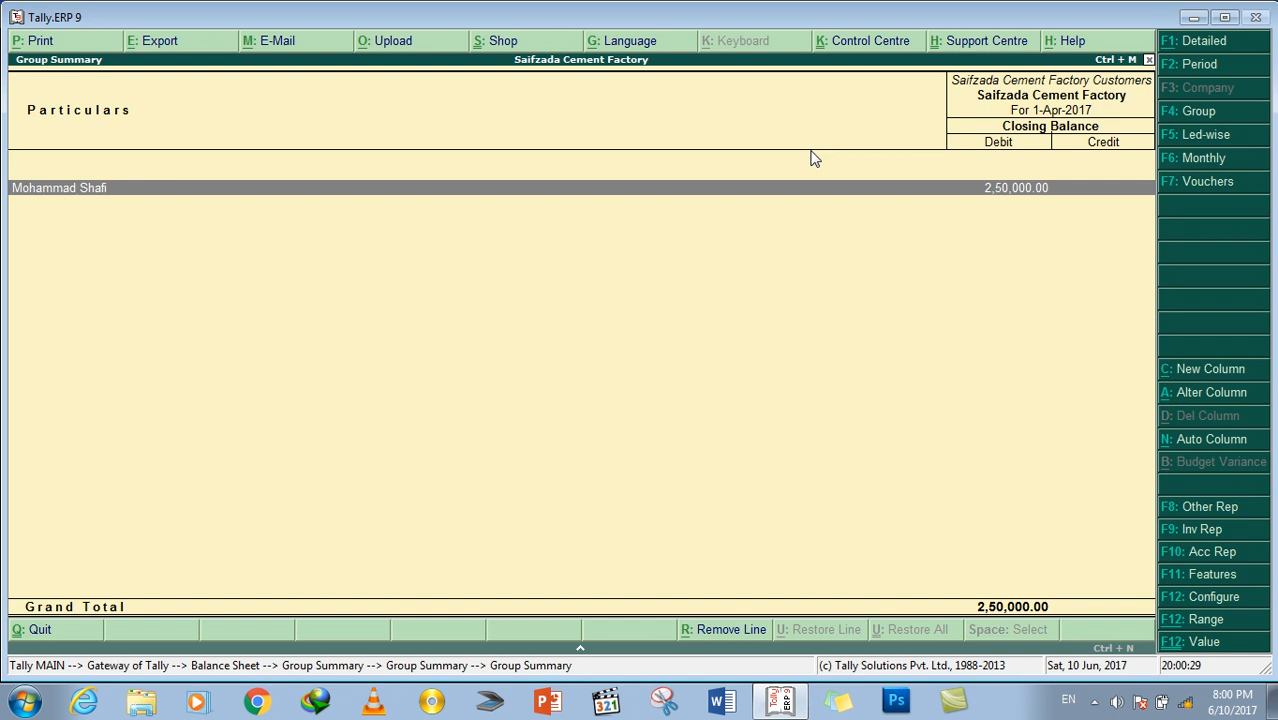 Tally.ERP 9
P: Print E: Export M: E-Mail O: Upload S: Shop G: Language K: Keyboard K: Control Centre H: Support Centre H: Help
Group Summary Saifzada Cement Factory Ctrl + M
Particulars
Saifzada Cement Factory Customers
Saifzada Cement Factory
For 1-Apr-2017
Closing Balance
Debit Credit
Mohammad Shafi 2,50,000.00
Grand Total 2,50,000.00
F1: Detailed
F2: Period
F3: Company
F4: Group
F5: Led-wise
F6: Monthly
F7: Vouchers
C: New Column
A: Alter Column
D: Del Column
N: Auto Column
B: Budget Variance
F8: Other Rep
F9: Inv Rep
F10: Acc Rep
F11: Features
F12: Configure
F12: Range
F12: Value
Q: Quit R: Remove Line U: Restore Line U: Restore All Space: Select
Ctrl + N
Tally MAIN --> Gateway of Tally --> Balance Sheet --> Group Summary --> Group Summary --> Group Summary (c) Tally Solutions Pvt. Ltd., 1988-2013 Sat, 10 Jun, 2017 20:00:29
EN 8:00 PM
6/10/2017